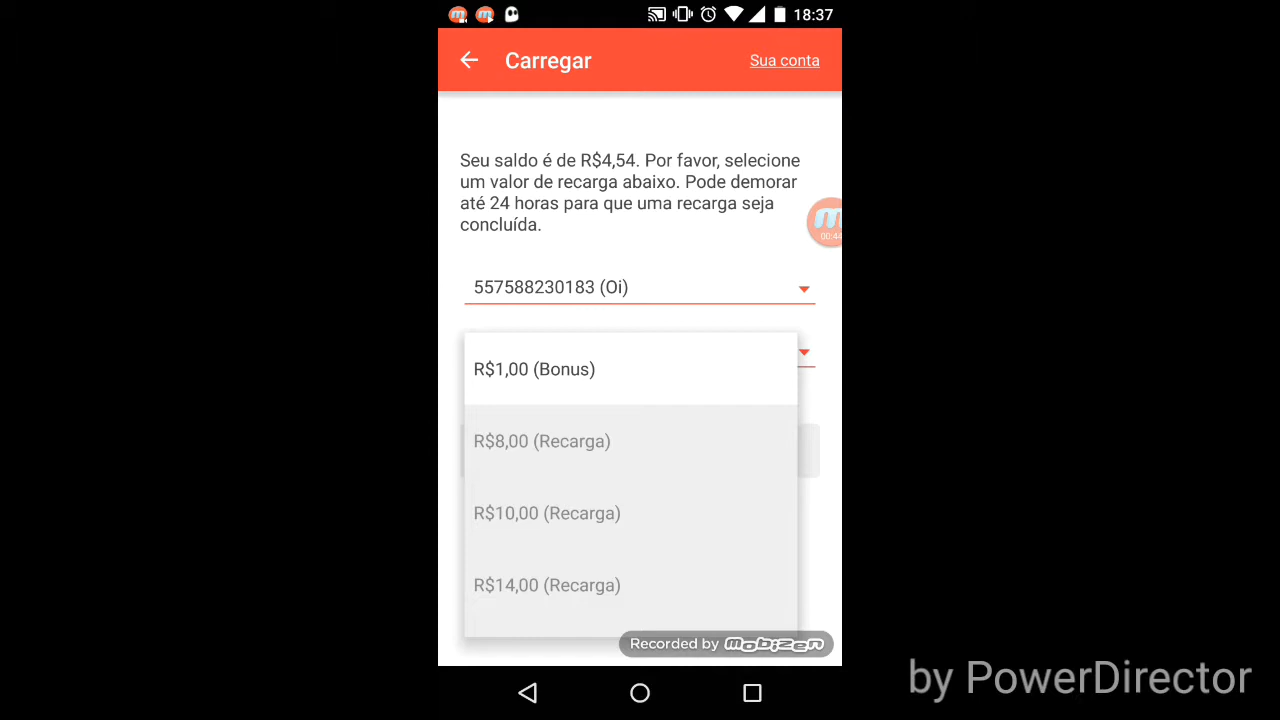 18:37
Carregar
Sua conta
Seu saldo é de R$4,54. Por favor, selecione
um valor de recarga abaixo. Pode demorar
até 24 horas para que uma recarga seja
concluída.
00:44
557588230183 (Oi)
R$1,00 (Bonus)
R$8,00 (Recarga)
R$10,00 (Recarga)
R$14,00 (Recarga)
Recorded by mobizen
by PowerDirector